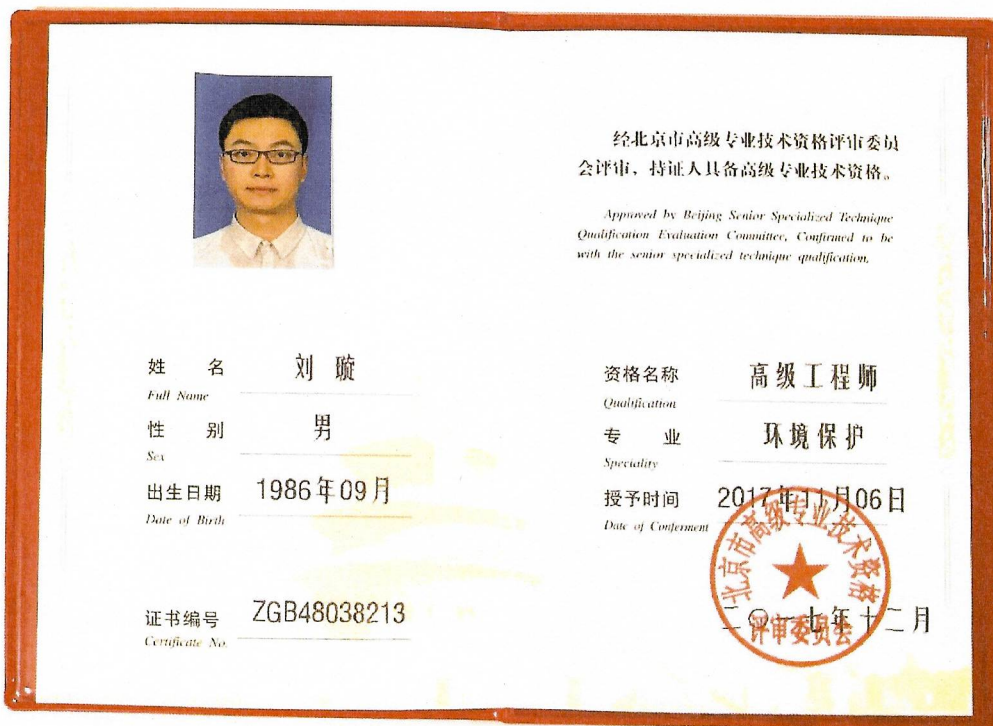 经北京市高级专业技术资格评审委员
会评审，持证人具备高级专业技术资格。
Approved by Beijing Senior Specialized Technique
Qualification Evaluation Committee, Confirmed to be
with the senior specialized technique qualification.
姓 名 刘 璇
Full Name
性 别 男
Sex
出生日期 1986年09月
Date of Birth
证书编号 ZGB48038213
Certificate No.
资格名称 高级工程师
Qualification
专 业 环境保护
Speciality
授予时间 2017年11月06日
Date of Conferment
北京市高级专业技术资格
评审委员会
二〇一七年十二月